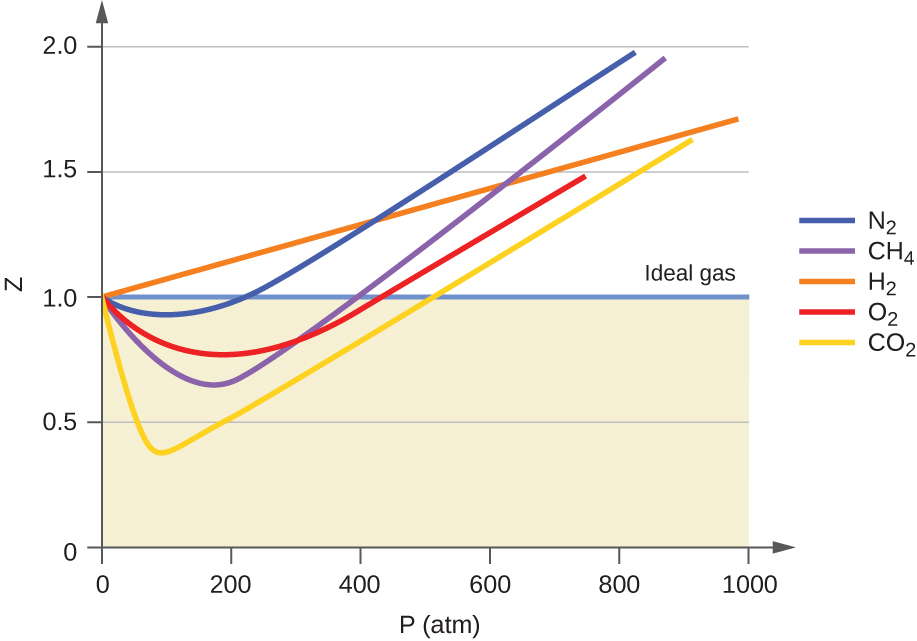 2.0
1.5
1.0
0.5
0
Z
Ideal gas
0 200 400 600 800 1000
P (atm)
N₂
CH₄
H₂
O₂
CO₂